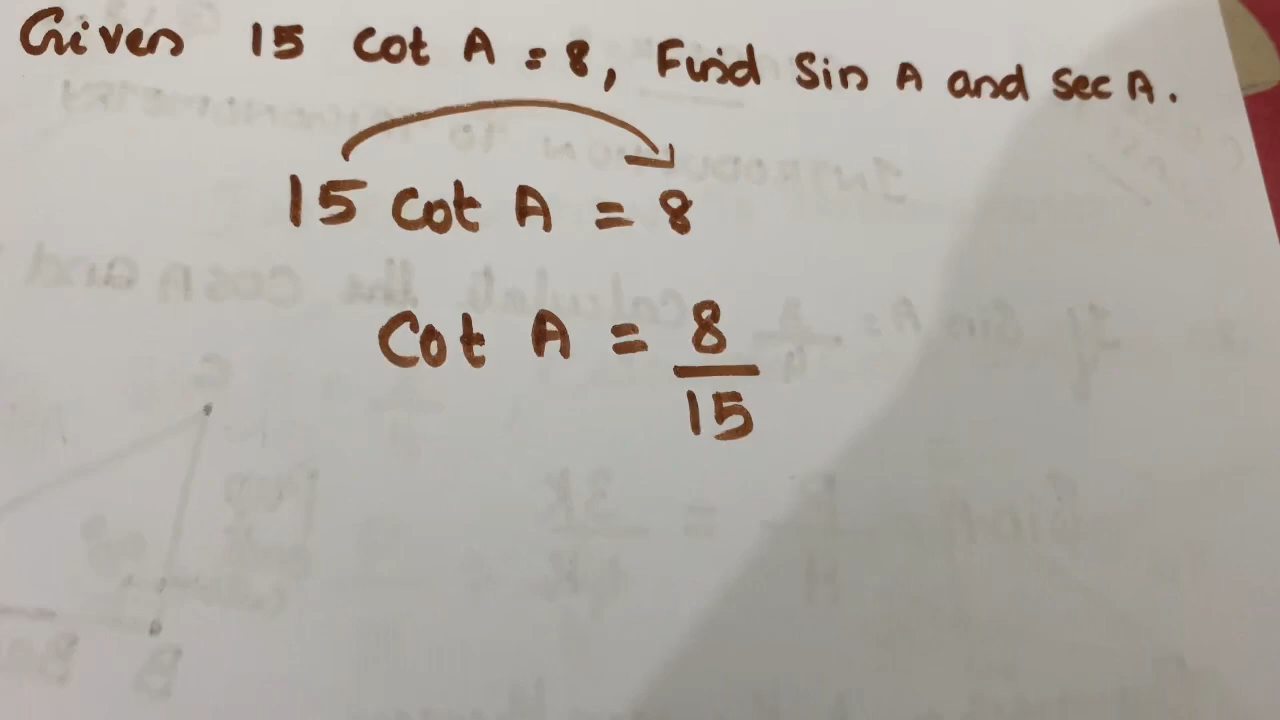 Given 15 cot A = 8, Find Sin A and sec A.
15 cot A = 8
Cot A = 8/15